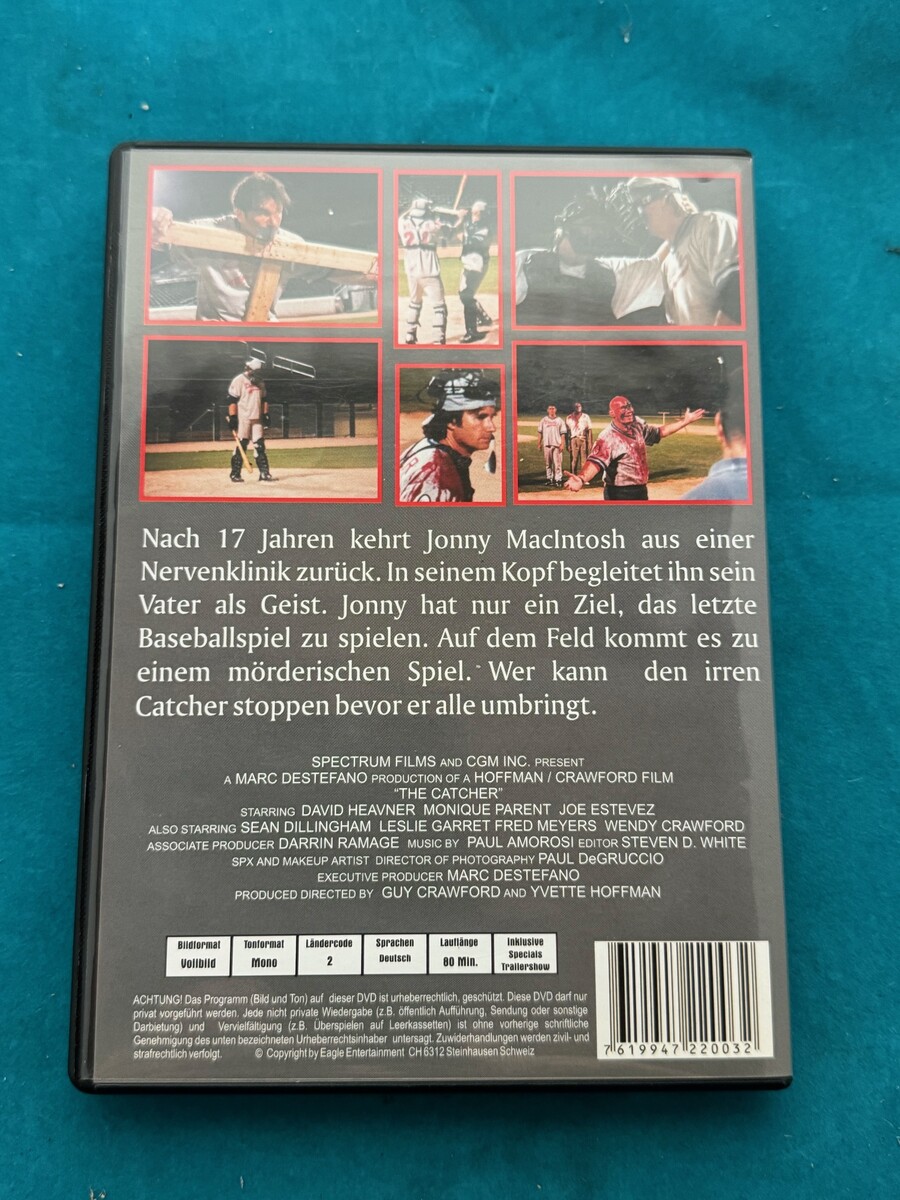 Nach 17 Jahren kehrt Jonny MacIntosh aus einer
Nervenklinik zurück. In seinem Kopf begleitet ihn sein
Vater als Geist. Jonny hat nur ein Ziel, das letzte
Baseballspiel zu spielen. Auf dem Feld kommt es zu
einem mörderischen Spiel. Wer kann den irren
Catcher stoppen bevor er alle umbringt.
SPECTRUM FILMS AND CGM INC. PRESENT
A MARC DESTEFANO PRODUCTION OF A HOFFMAN / CRAWFORD FILM
"THE CATCHER"
STARRING DAVID HEAVNER MONIQUE PARENT JOE ESTEVEZ
ALSO STARRING SEAN DILLINGHAM LESLIE GARRET FRED MEYERS WENDY CRAWFORD
ASSOCIATE PRODUCER DARRIN RAMAGE MUSIC BY PAUL AMOROSI EDITOR STEVEN D. WHITE
SPX AND MAKEUP ARTIST DIRECTOR OF PHOTOGRAPHY PAUL DeGRUCCIO
EXECUTIVE PRODUCER MARC DESTEFANO
PRODUCED DIRECTED BY GUY CRAWFORD AND YVETTE HOFFMAN
Bildformat Vollbild
Tonformat Mono
Ländercode 2
Sprachen Deutsch
Lauflänge 80 Min.
Inklusive Specials Trailershow
ACHTUNG! Das Programm (Bild und Ton) auf dieser DVD ist urheberrechtlich, geschützt. Diese DVD darf nur
privat vorgeführt werden. Jede nicht private Wiedergabe (z.B. öffentlich Aufführung, Sendung oder sonstige
Darbietung) und Vervielfältigung (z.B. Überspielen auf Leerkassetten) ist ohne vorherige schriftliche
Genehmigung des unten bezeichneten Urheberrechtsinhaber untersagt. Zuwiderhandlungen werden zivil- und
strafrechtlich verfolgt. © Copyright by Eagle Entertainment CH 6312 Steinhausen Schweiz
7 619947 220032